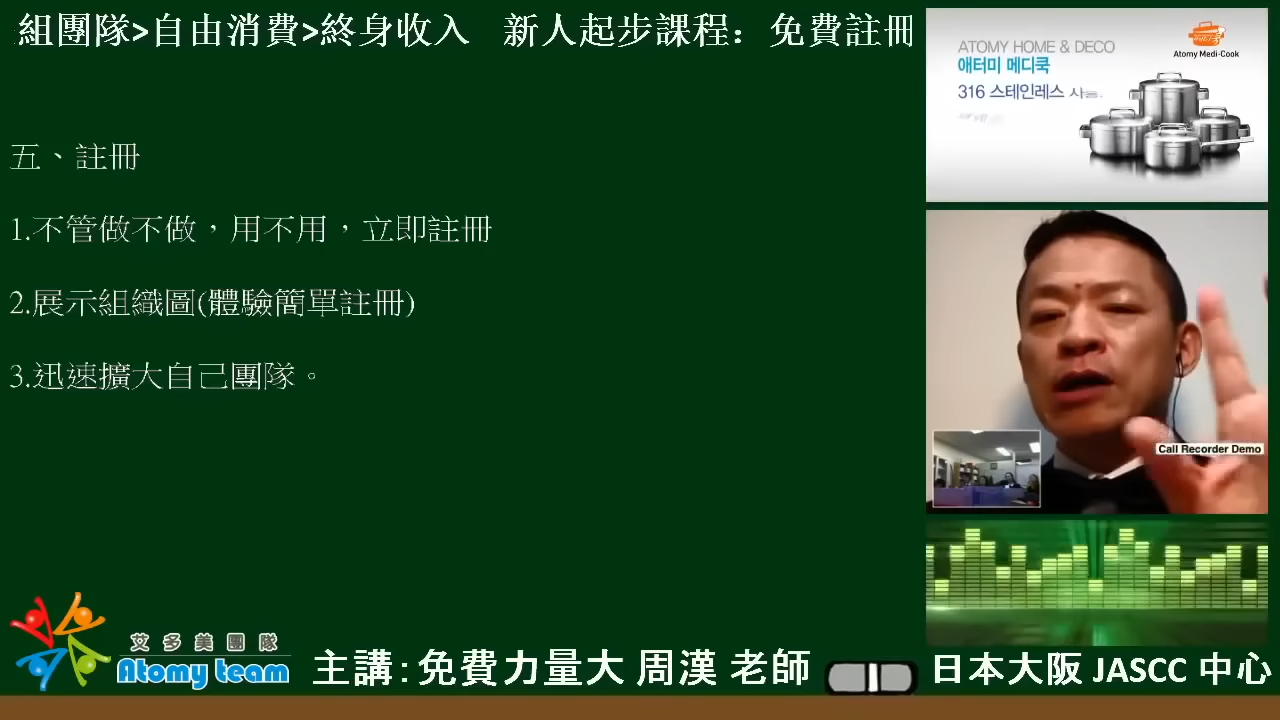 組團隊>自由消費>終身收入 新人起步課程：免費註冊
五、註冊
1.不管做不做，用不用，立即註冊
2.展示組織圖(體驗簡單註冊)
3.迅速擴大自己團隊。
ATOMY HOME & DECO
애터미 메디쿡
316 스테인레스
Atomy Medi-Cook
Call Recorder Demo
艾多美團隊
Atomy team
主講:免費力量大 周漢 老師
日本大阪 JASCC 中心